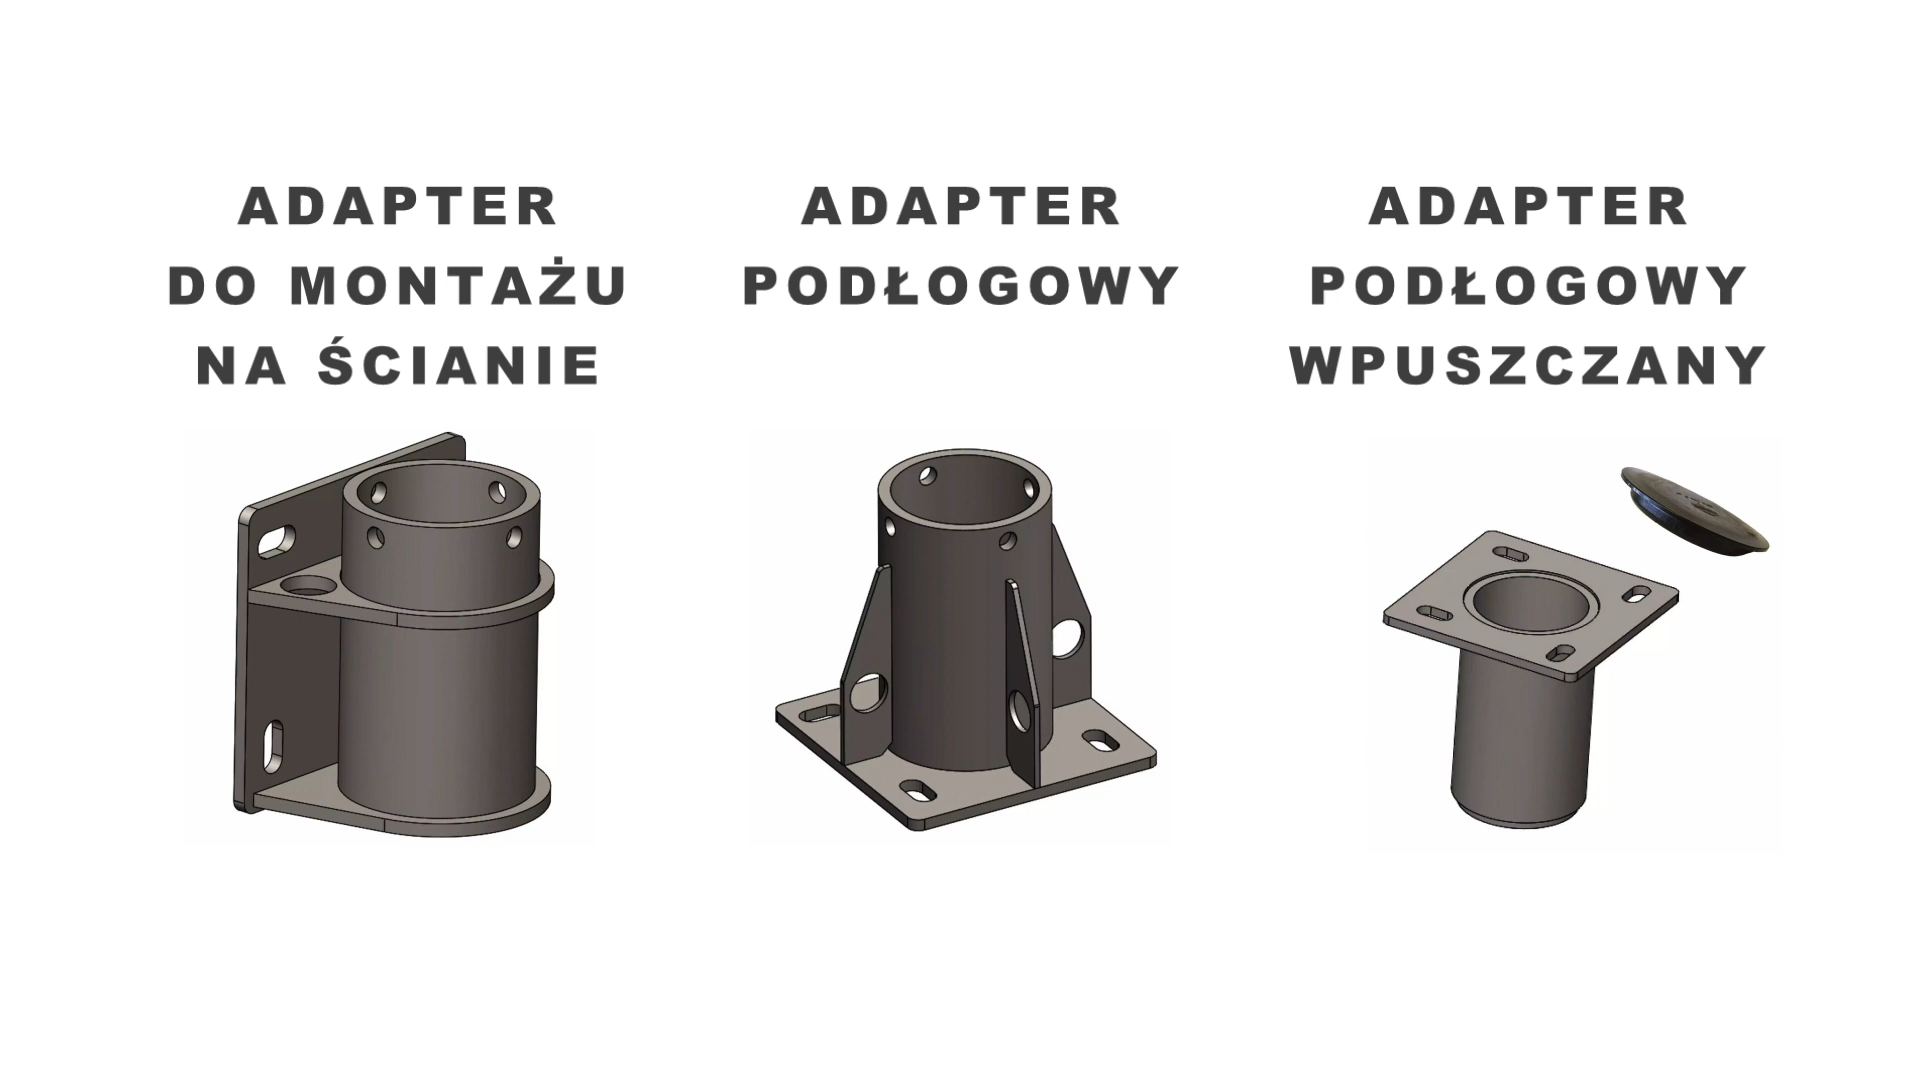 ADAPTER
DO MONTAŻU
NA ŚCIANIE
ADAPTER
PODŁOGOWY
ADAPTER
PODŁOGOWY
WPUSZCZANY